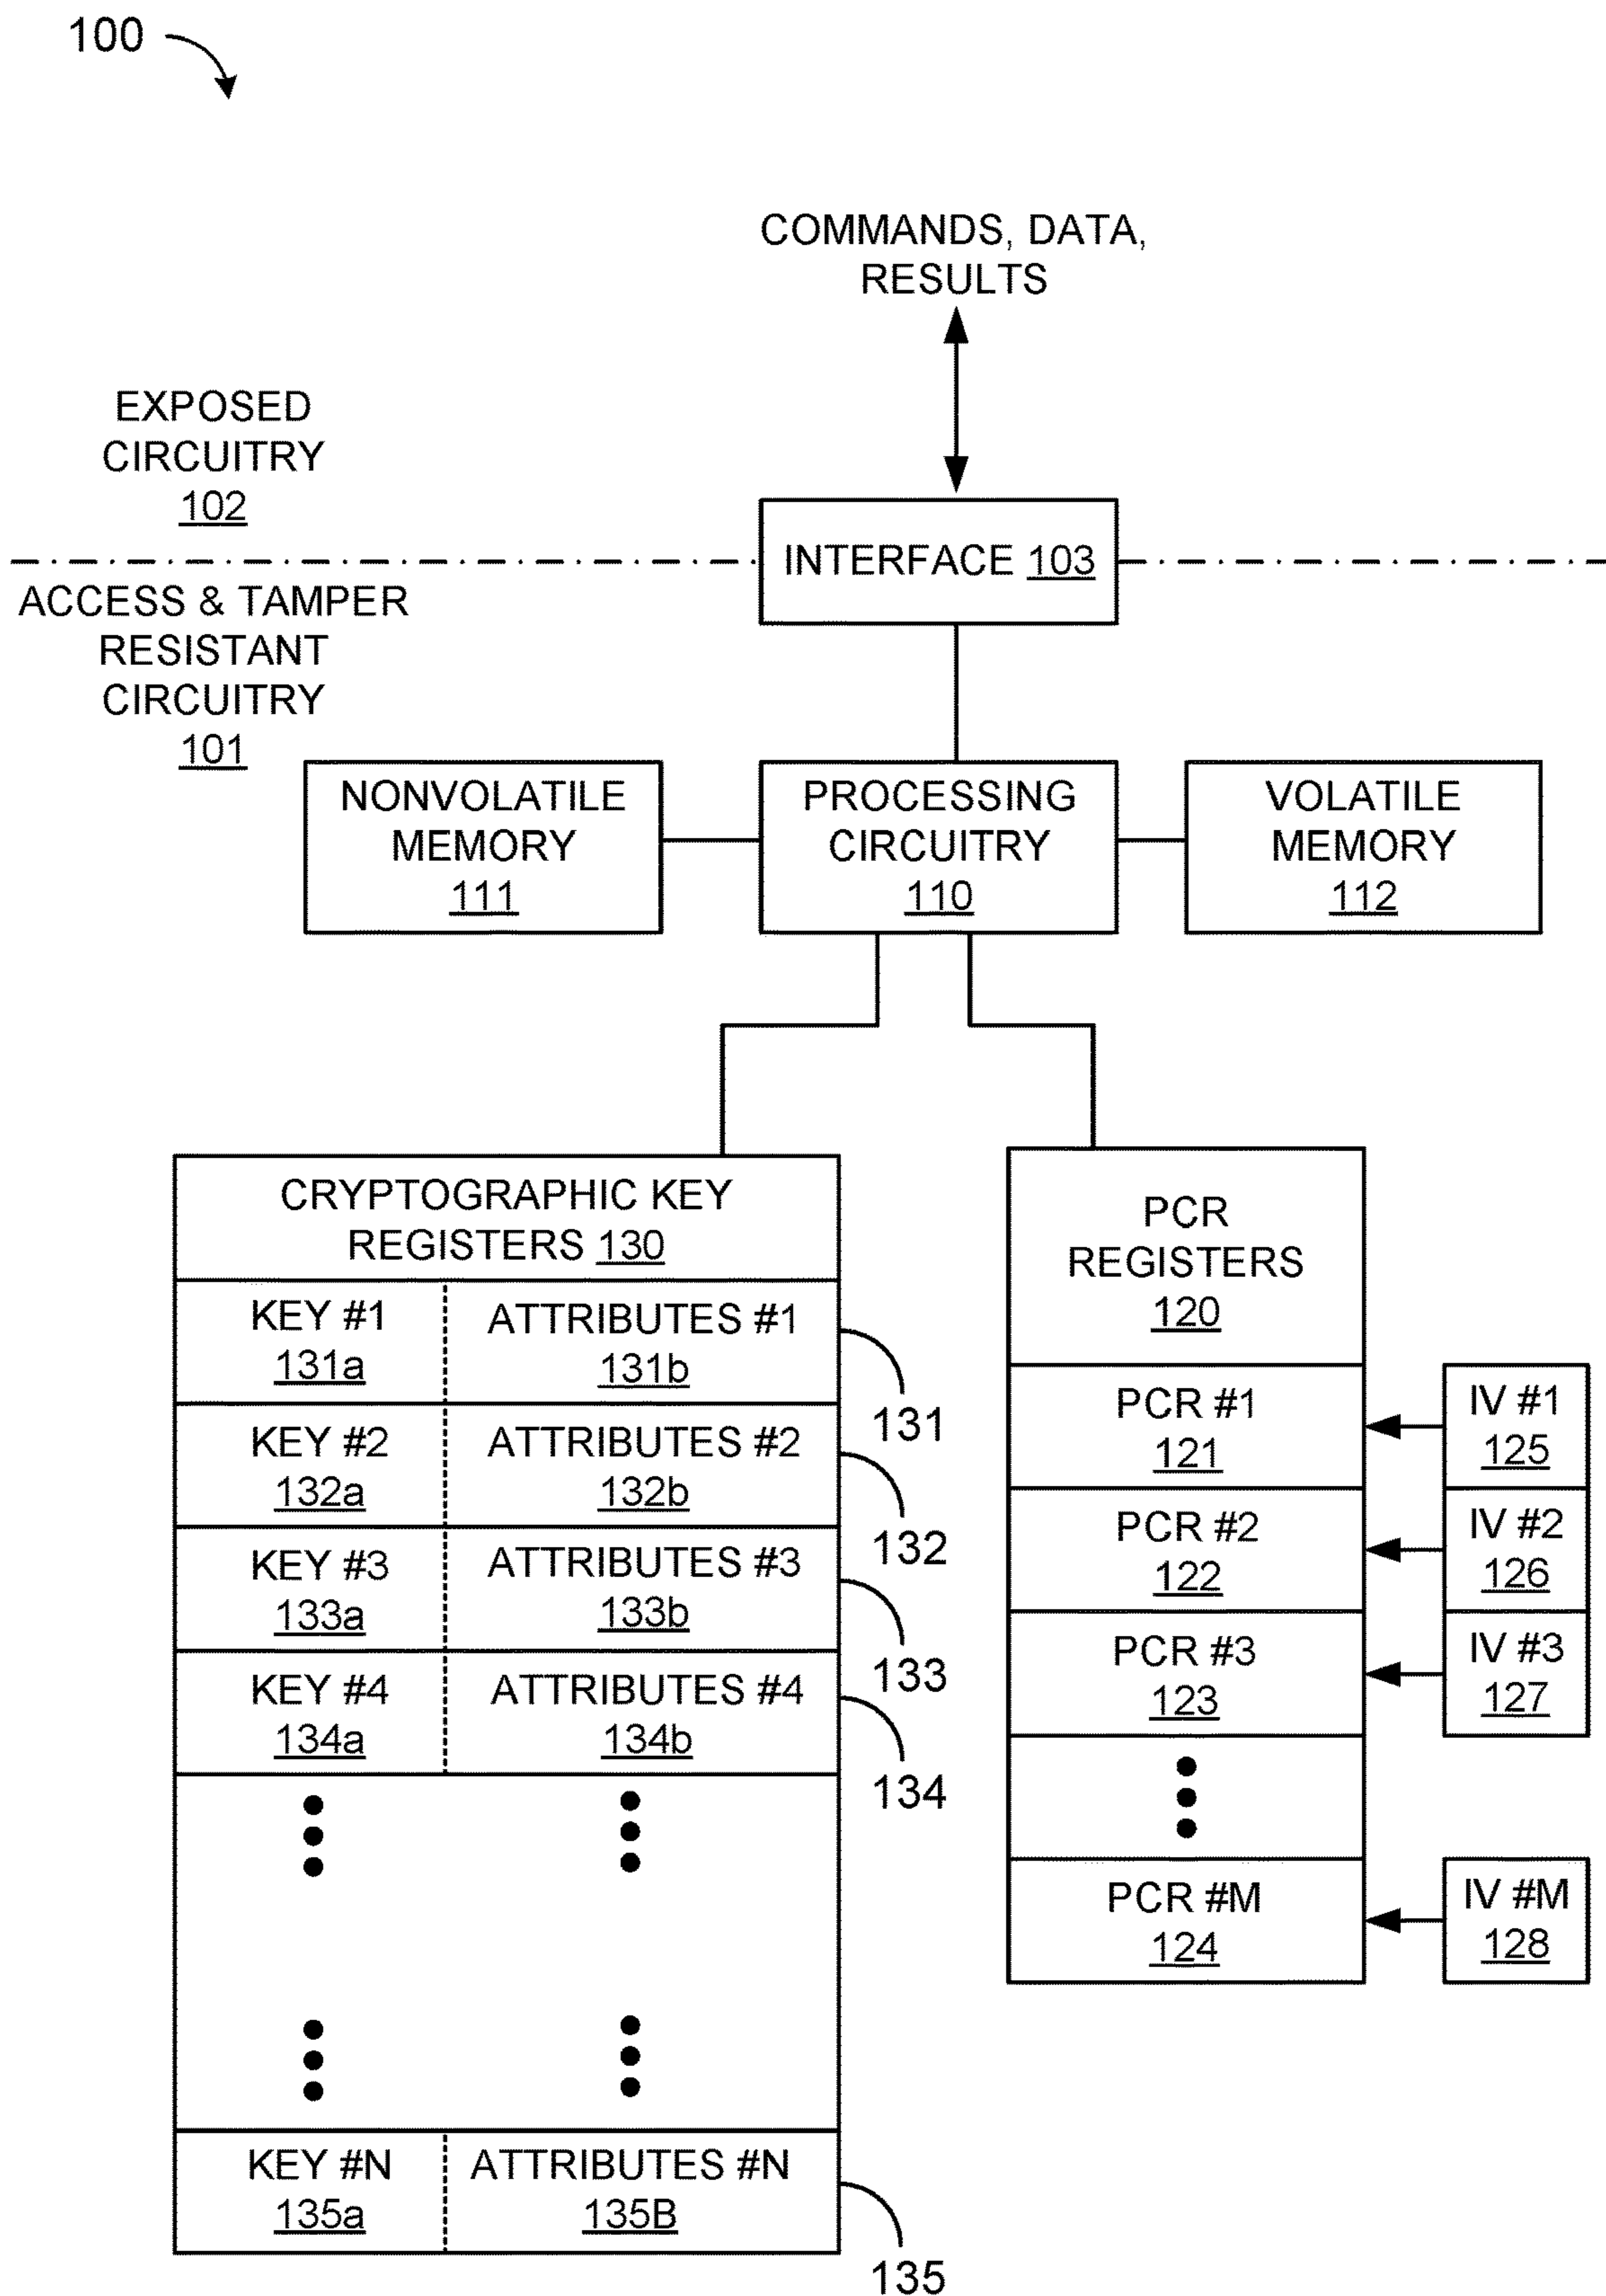 100
COMMANDS, DATA,
RESULTS
EXPOSED
CIRCUITRY
102
INTERFACE 103
ACCESS & TAMPER
RESISTANT
CIRCUITRY
101
NONVOLATILE
MEMORY
111
PROCESSING
CIRCUITRY
110
VOLATILE
MEMORY
112
CRYPTOGRAPHIC KEY
REGISTERS 130
KEY #1
131a
ATTRIBUTES #1
131b
131
KEY #2
132a
ATTRIBUTES #2
132b
132
KEY #3
133a
ATTRIBUTES #3
133b
133
KEY #4
134a
ATTRIBUTES #4
134b
134
KEY #N
135a
ATTRIBUTES #N
135B
135
PCR
REGISTERS
120
PCR #1
121
IV #1
125
PCR #2
122
IV #2
126
PCR #3
123
IV #3
127
PCR #M
124
IV #M
128